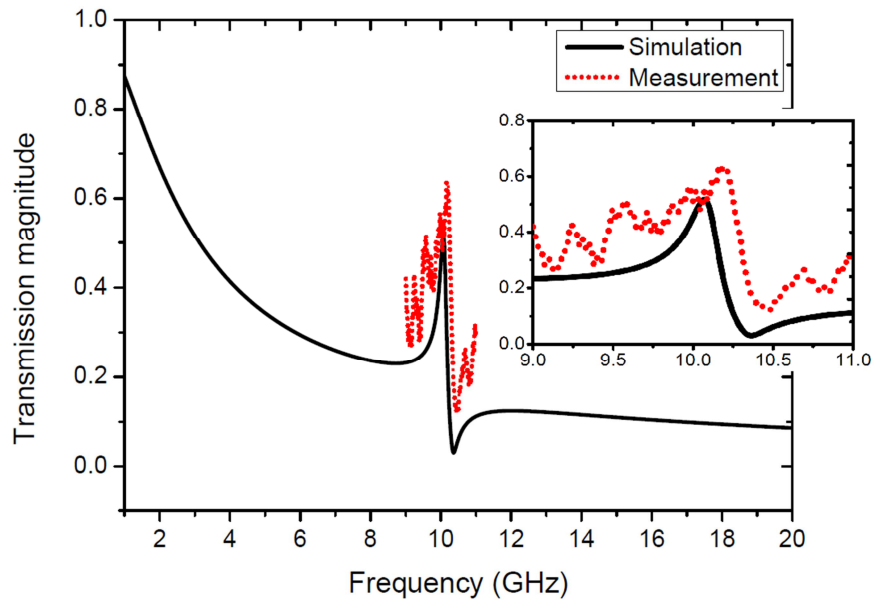 1.0
0.8
0.6
0.4
0.2
0.0
Transmission magnitude
2 4 6 8 10 12 14 16 18 20
Frequency (GHz)
Simulation
Measurement
0.8
0.6
0.4
0.2
0.0
9.0 9.5 10.0 10.5 11.0